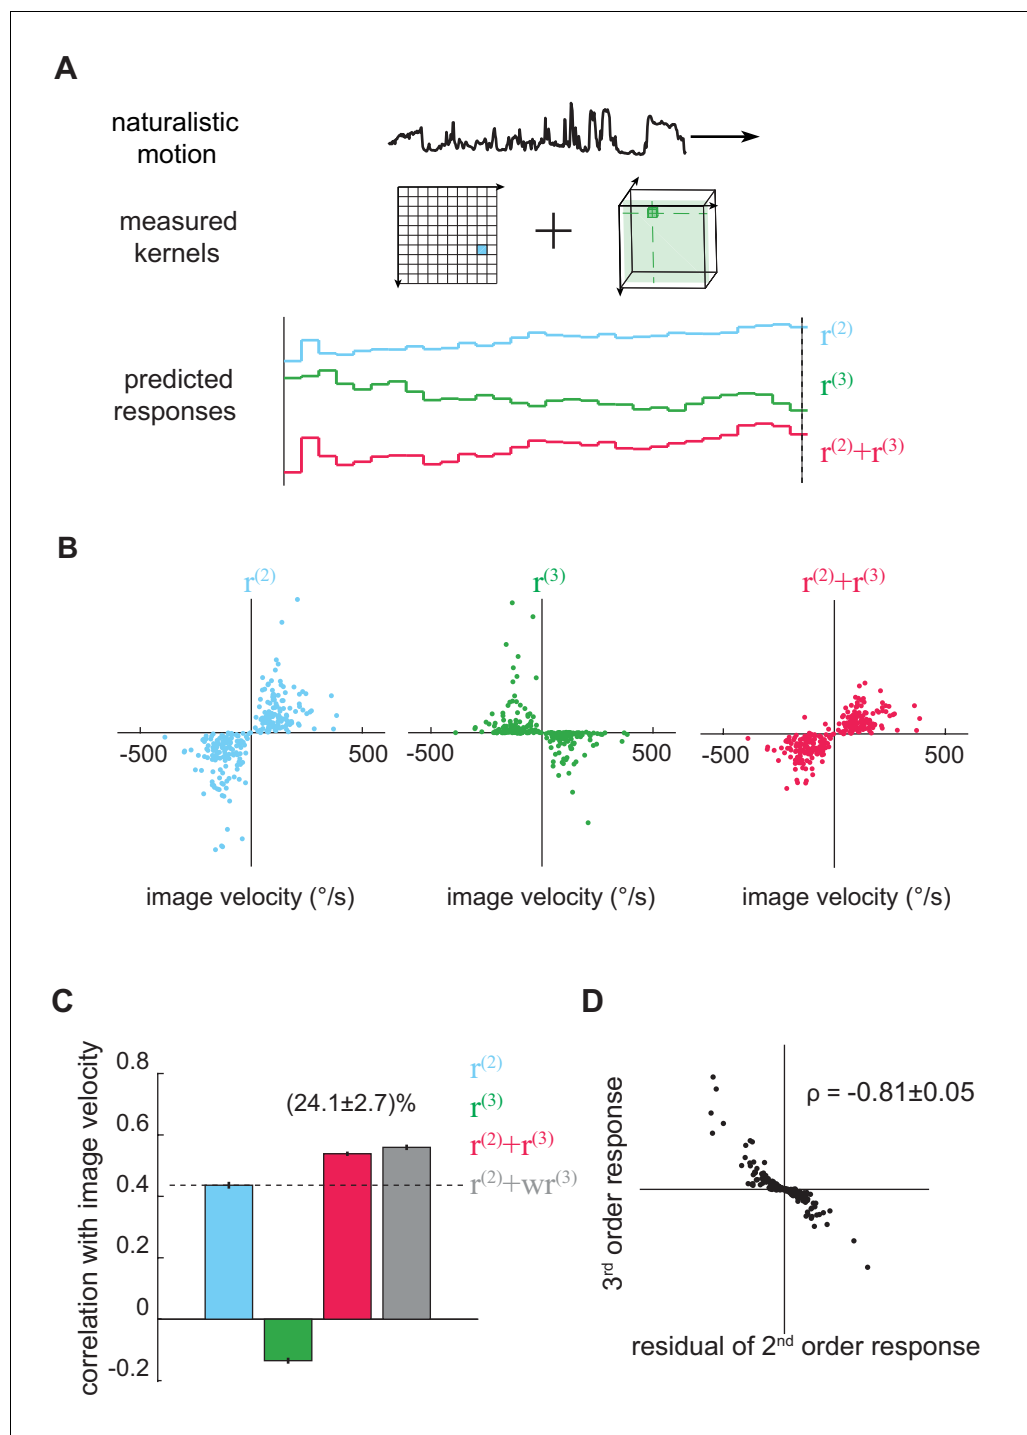 A
naturalistic
motion
measured
kernels
+
predicted
responses
r(2)
r(3)
r(2)+r(3)
B
r(2)
r(3)
r(2)+r(3)
-500 500
-500 500
-500 500
image velocity (°/s)
image velocity (°/s)
image velocity (°/s)
C
correlation with image velocity
0.8
0.6
0.4
0.2
0
-0.2
(24.1±2.7)%
r(2)
r(3)
r(2)+r(3)
r(2)+wr(3)
D
3rd order response
ρ = -0.81±0.05
residual of 2nd order response